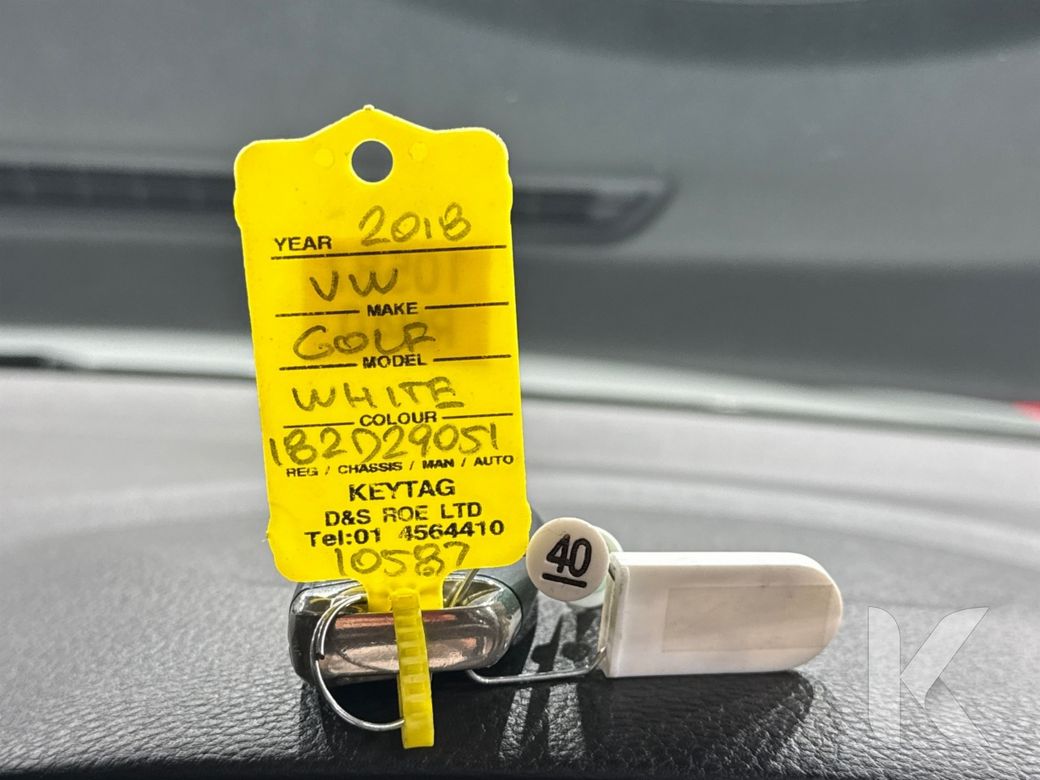 YEAR 2018
VW
MAKE
GOLF
MODEL
WHITE
COLOUR
182D29051
REG / CHASSIS / MAN / AUTO
KEYTAG
D&S ROE LTD
Tel:01 4564410
10587
40
K